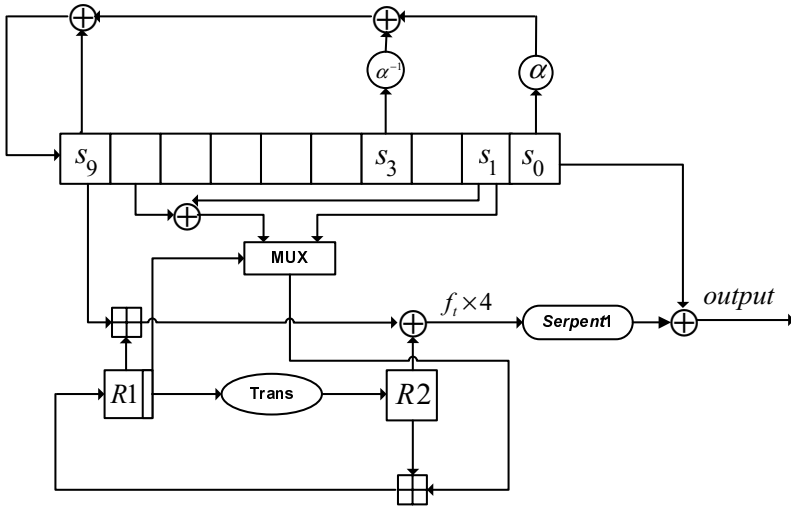 α⁻¹
α
s₉
s₃
s₁
s₀
MUX
fₜ×4
Serpent1
output
R1
Trans
R2